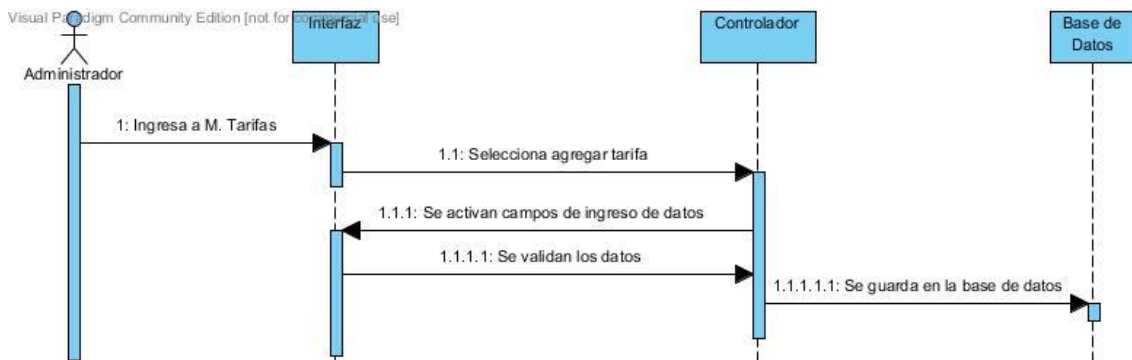 Visual Paradigm Community Edition [not for commercial use]
Interfaz
Controlador
Base de
Datos
Administrador
1: Ingresa a M. Tarifas
1.1: Selecciona agregar tarifa
1.1.1: Se activan campos de ingreso de datos
1.1.1.1: Se validan los datos
1.1.1.1.1: Se guarda en la base de datos